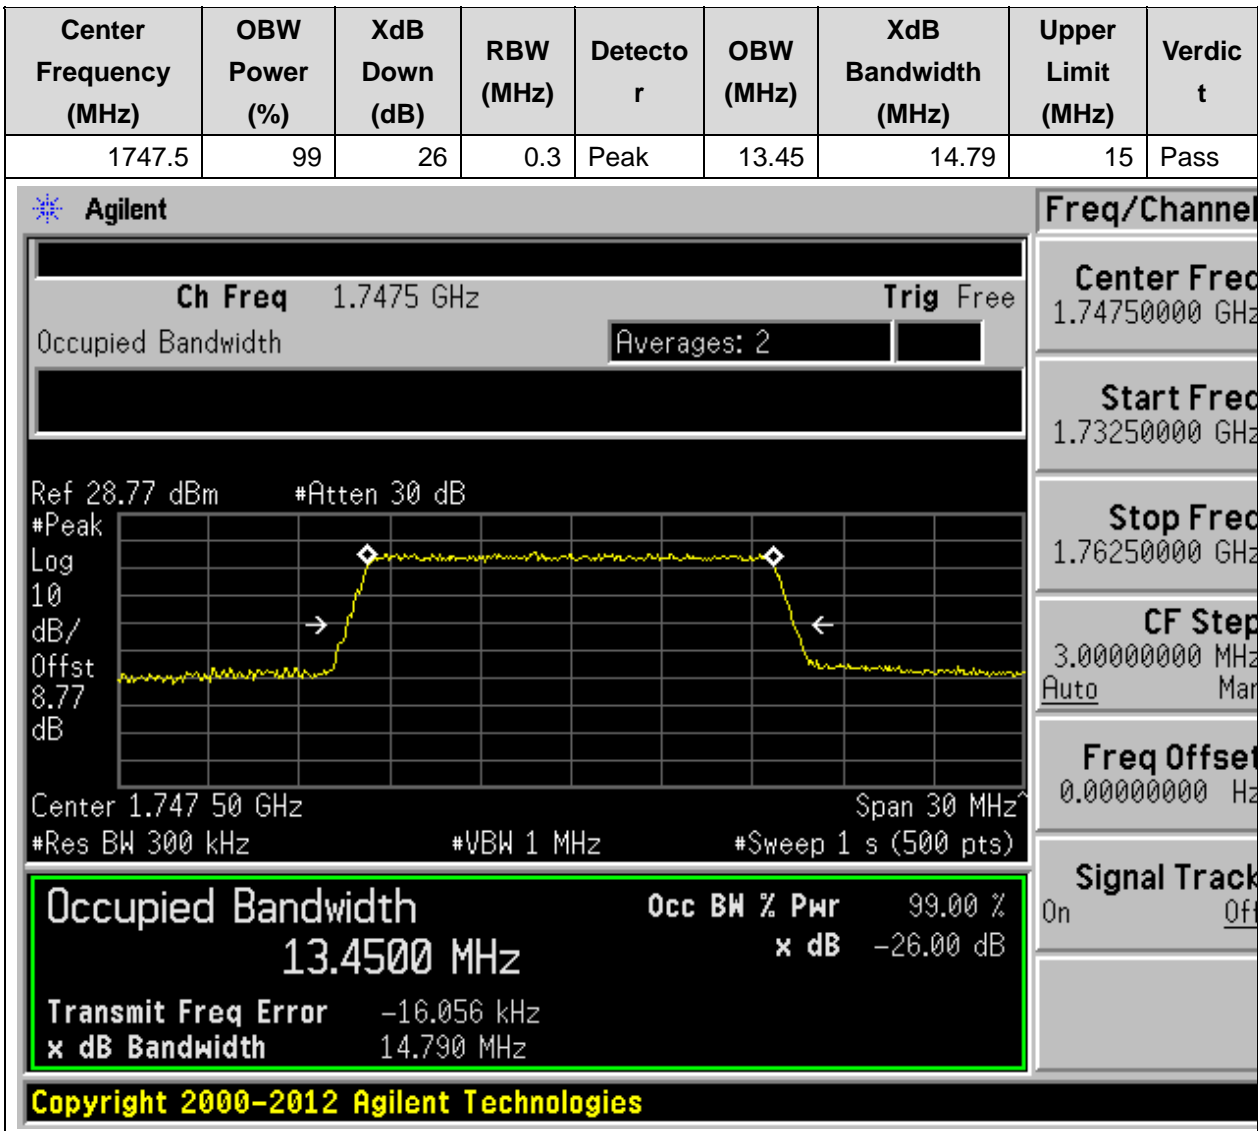 Center Frequency (MHz) OBW Power (%) XdB Down (dB) RBW (MHz) Detecto r OBW (MHz) XdB Bandwidth (MHz) Upper Limit (MHz) Verdic t
1747.5 99 26 0.3 Peak 13.45 14.79 15 Pass
Agilent
Freq/Channel
Ch Freq 1.7475 GHz Trig Free
Occupied Bandwidth Averages: 2
Center Freq
1.74750000 GHz
Start Freq
1.73250000 GHz
Stop Freq
1.76250000 GHz
CF Step
3.00000000 MHz
Auto Man
Freq Offset
0.00000000 Hz
Signal Track
On Off
Ref 28.77 dBm #Atten 30 dB
#Peak
Log
10
dB/
Offst
8.77
dB
Center 1.747 50 GHz Span 30 MHz^
#Res BW 300 kHz #VBW 1 MHz #Sweep 1 s (500 pts)
Occupied Bandwidth Occ BW % Pwr 99.00 %
13.4500 MHz x dB -26.00 dB
Transmit Freq Error -16.056 kHz
x dB Bandwidth 14.790 MHz
Copyright 2000-2012 Agilent Technologies